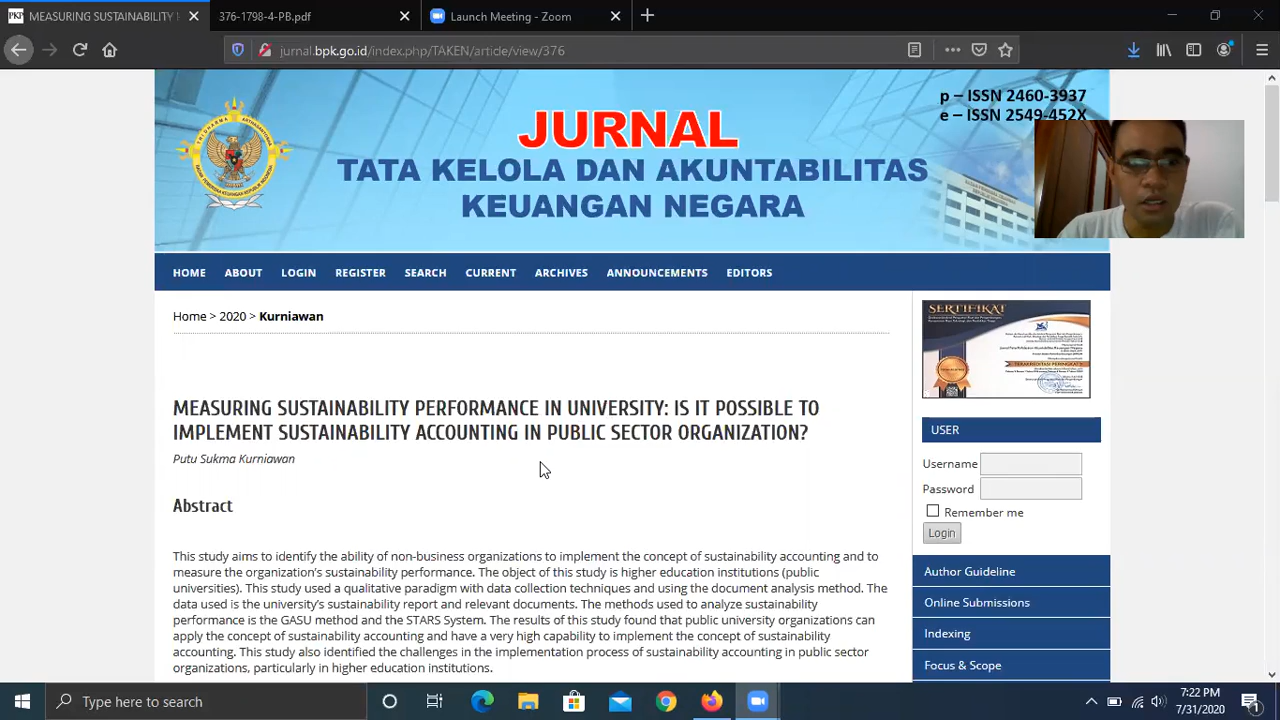 MEASURING SUSTAINABILITY
376-1798-4-PB.pdf
Launch Meeting - Zoom
jurnal.bpk.go.id/index.php/TAKEN/article/view/376
p – ISSN 2460-3937
e – ISSN 2549-452X
JURNAL
TATA KELOLA DAN AKUNTABILITAS
KEUANGAN NEGARA
HOME ABOUT LOGIN REGISTER SEARCH CURRENT ARCHIVES ANNOUNCEMENTS EDITORS
Home > 2020 > Kurniawan
SERTIFIKAT
MEASURING SUSTAINABILITY PERFORMANCE IN UNIVERSITY: IS IT POSSIBLE TO
IMPLEMENT SUSTAINABILITY ACCOUNTING IN PUBLIC SECTOR ORGANIZATION?
Putu Sukma Kurniawan
Abstract
This study aims to identify the ability of non-business organizations to implement the concept of sustainability accounting and to
measure the organization's sustainability performance. The object of this study is higher education institutions (public
universities). This study used a qualitative paradigm with data collection techniques and using the document analysis method. The
data used is the university's sustainability report and relevant documents. The methods used to analyze sustainability
performance is the GASU method and the STARS System. The results of this study found that public university organizations can
apply the concept of sustainability accounting and have a very high capability to implement the concept of sustainability
accounting. This study also identified the challenges in the implementation process of sustainability accounting in public sector
organizations, particularly in higher education institutions.
USER
Username
Password
Remember me
Login
Author Guideline
Online Submissions
Indexing
Focus & Scope
Type here to search
7:22 PM
7/31/2020